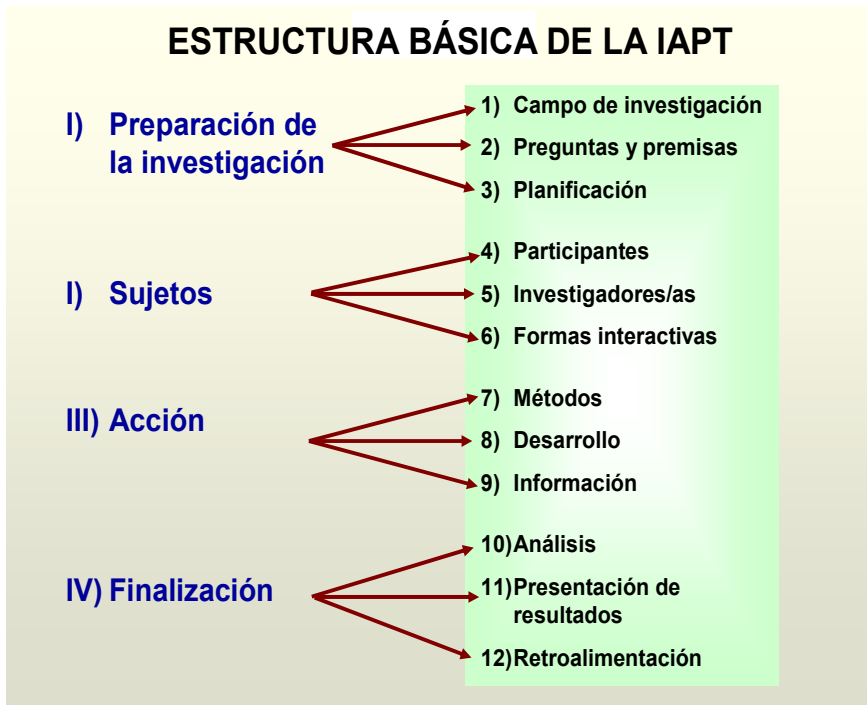 ESTRUCTURA BÁSICA DE LA IAPT
I) Preparación de
la investigación
1) Campo de investigación
2) Preguntas y premisas
3) Planificación
I) Sujetos
4) Participantes
5) Investigadores/as
6) Formas interactivas
III) Acción
7) Métodos
8) Desarrollo
9) Información
IV) Finalización
10)Análisis
11)Presentación de
resultados
12)Retroalimentación